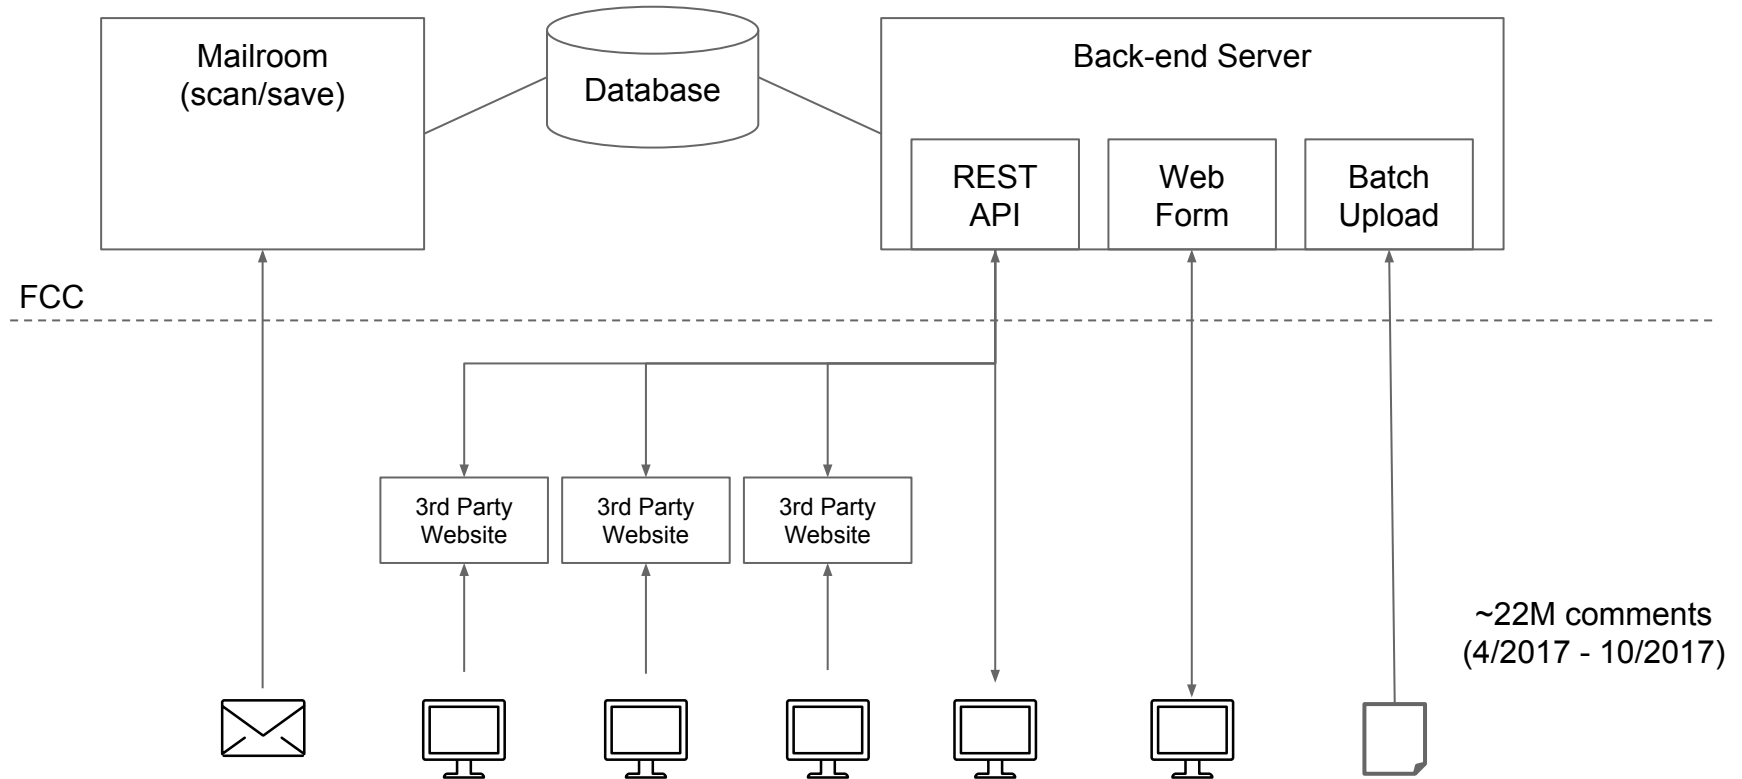 Mailroom
(scan/save)
Database
Back-end Server
REST
API
Web
Form
Batch
Upload
FCC
3rd Party
Website
3rd Party
Website
3rd Party
Website
~22M comments
(4/2017 - 10/2017)